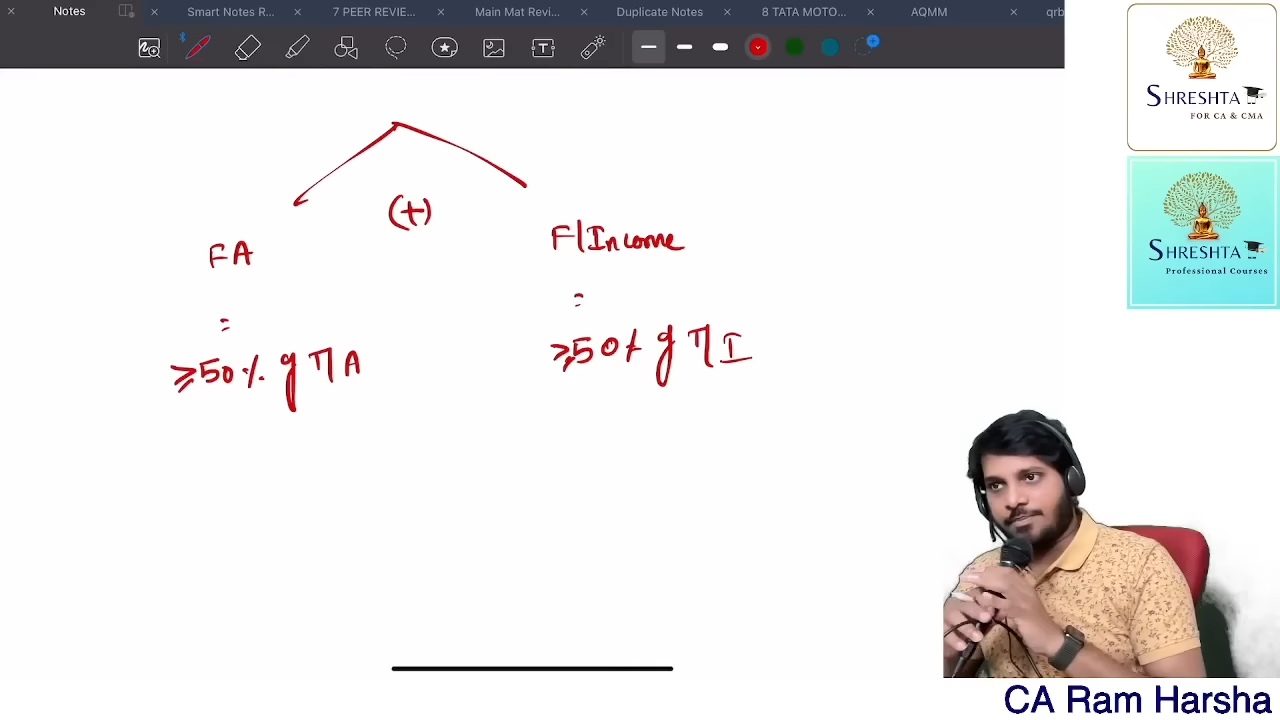 Notes
Smart Notes R...
7 PEER REVIE...
Main Mat Revi...
Duplicate Notes
8 TATA MOTO...
AQMM
qrb
SHRESHTA
FOR CA & CMA
SHRESHTA
Professional Courses
(+)
FA
F/Income
=
=
≥50% of TA
≥50% of TI
CA Ram Harsha